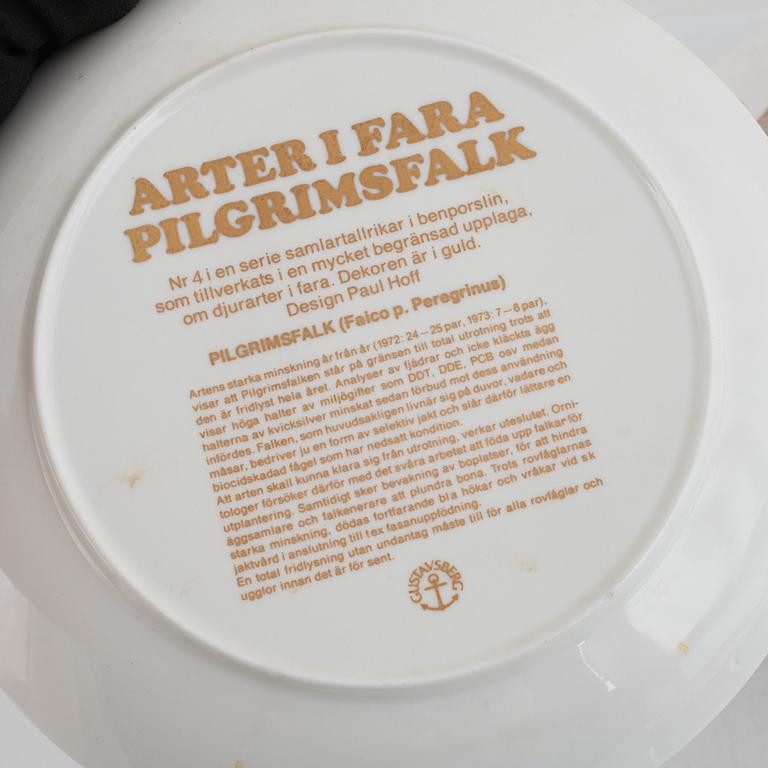 ARTER I FARA
PILGRIMSFALK
Nr 4 i en serie samlartallrikar i benporslin,
som tillverkats i en mycket begränsad upplaga,
om djurarter i fara. Dekoren är i guld.
Design Paul Hoff
PILGRIMSFALK (Faico p. Peregrinus)
Artens starka minskning år från år (1972: 24–25 par, 1973: 7–8 par),
visar att Pilgrimsfalken står på gränsen till total utrotning trots att
den är fridlyst hela året. Analyser av fjädrar och icke kläckta ägg
visar höga halter av miljögifter som DDT, DDE, PCB osv medan
halterna av kvicksilver minskat sedan förbud mot dess användning
infördes. Falken, som huvudsakligen livnär sig på duvor, vadare och
måsar, bedriver ju en form av selektiv jakt och slår därför lättare en
biocidskadad fågel som har nedsatt kondition.
Att arten skall kunna klara sig från utrotning, verkar uteslutet. Orni-
tologer försöker därför med det svåra arbetet att föda upp falkar för
utplantering. Samtidigt sker bevakning av boplatser, för att hindra
äggsamlare och falkenerare att plundra bona. Trots rovfåglarnas
starka minskning, dödas fortfarande bla hökar och vråkar vid sk
jaktvård i anslutning till tex fasanuppfödning.
En total fridlysning utan undantag måste till för alla rovfåglar och
ugglor innan det är för sent.
GUSTAVSBERG